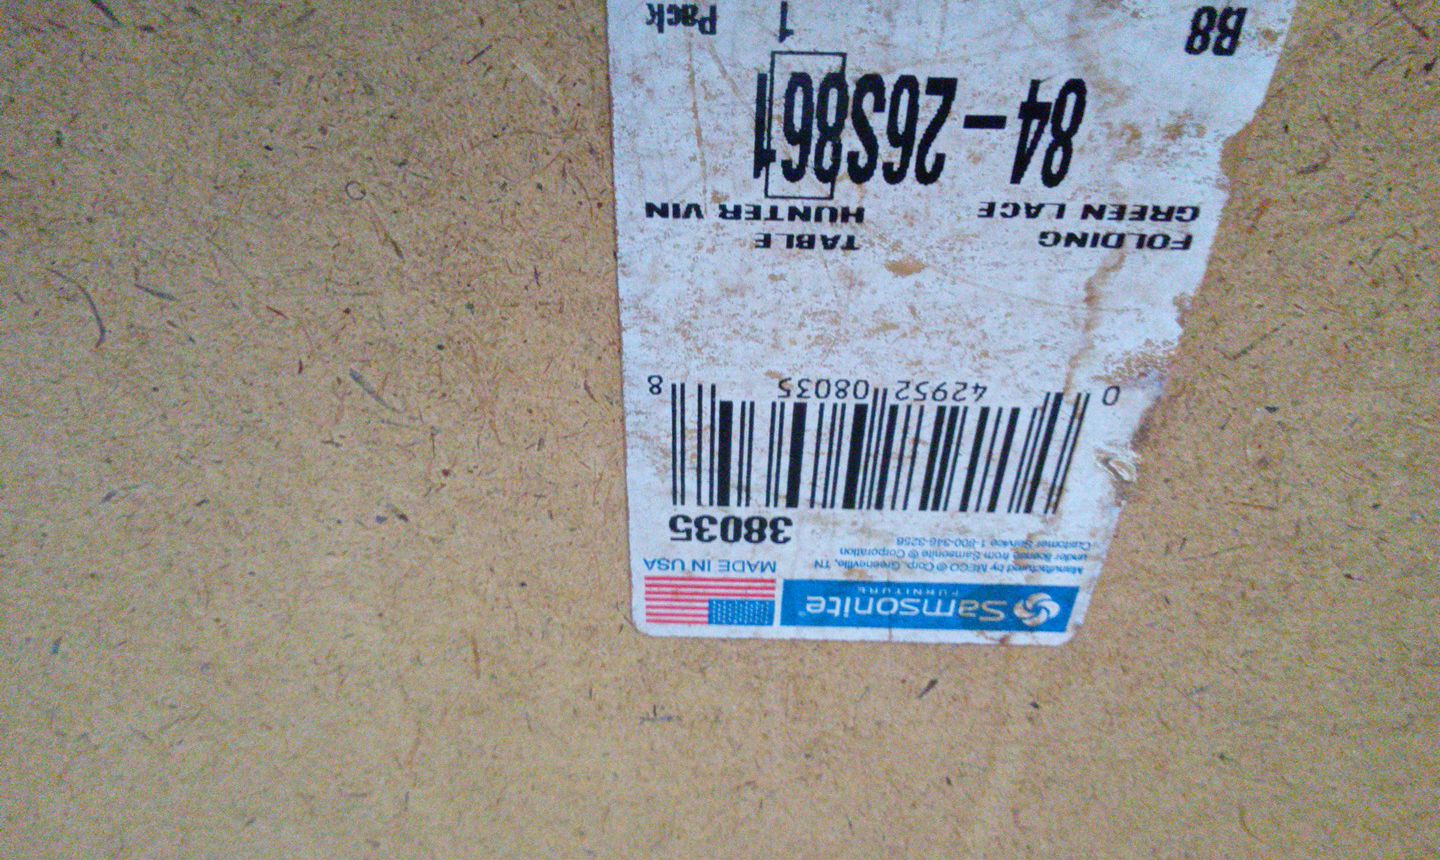 Samsonite®
FURNITURE
MADE IN USA
Manufactured by MECO ® Corp. Greeneville, TN,
under license from Samsonite ® Corporation
Customer Service 1-800-346-3256
38035
0 42952 08035 8
FOLDING TABLE
GREEN LACE HUNTER VIN
84-26S861
B8 1 Pack